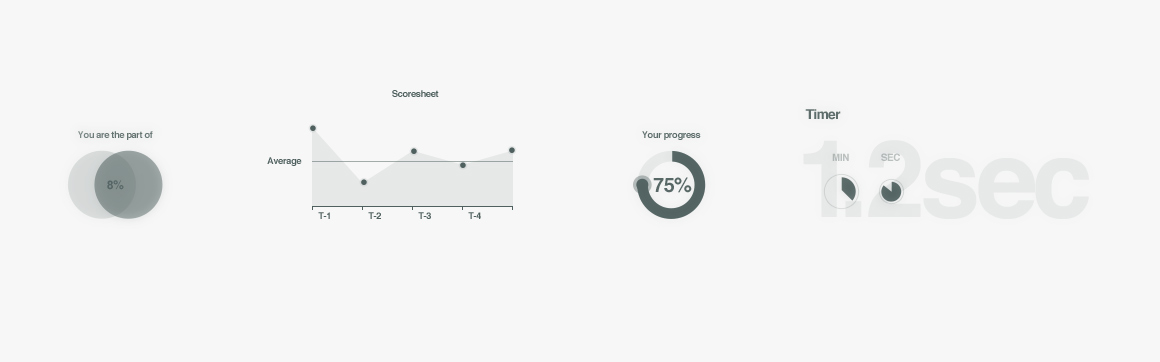 You are the part of
8%
Scoresheet
Average
T-1
T-2
T-3
T-4
Your progress
75%
Timer
MIN
SEC
1.2sec